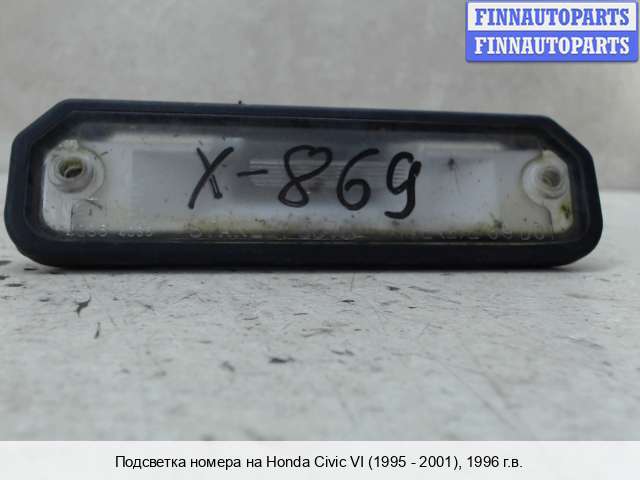 FINNAUTOPARTS
FINNAUTOPARTS
X-869
Подсветка номера на Honda Civic VI (1995 - 2001), 1996 г.в.